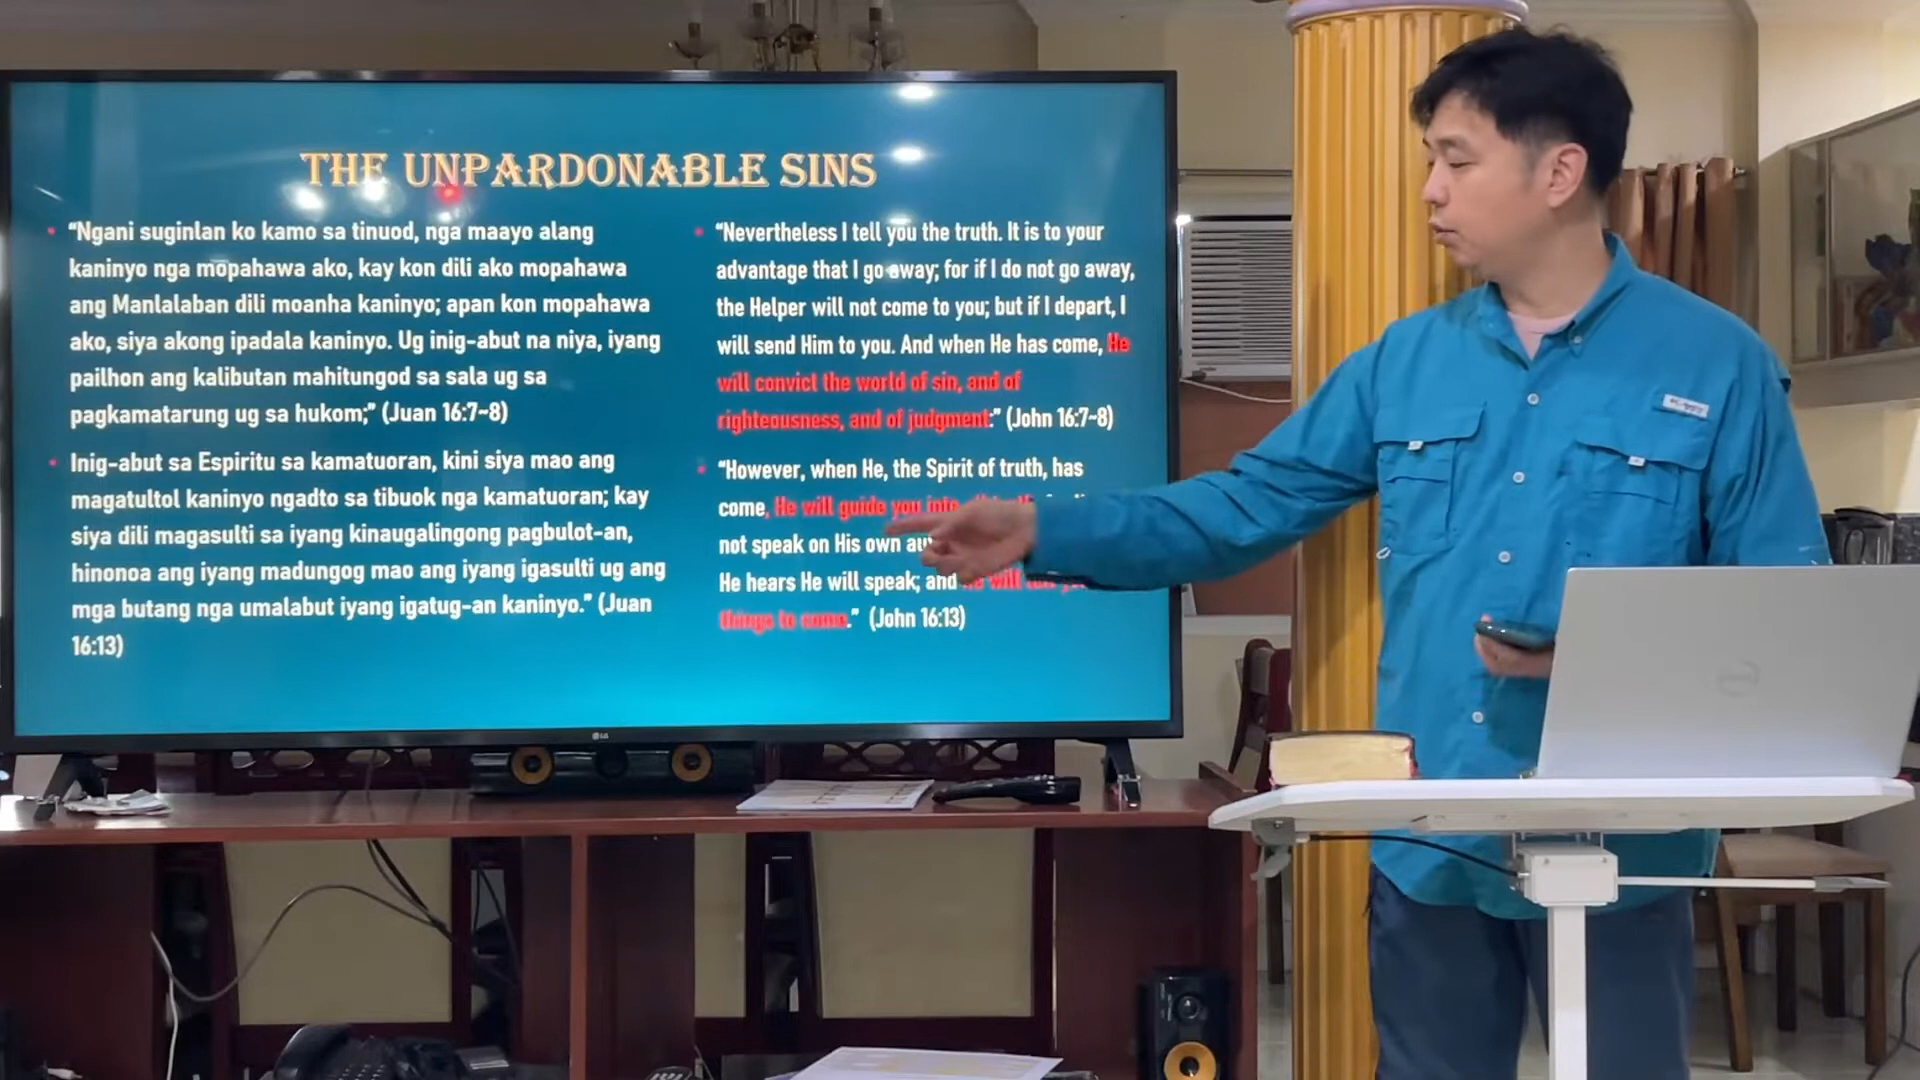 THE UNPARDONABLE SINS
• “Ngani suginlan ko kamo sa tinuod, nga maayo alang
kaninyo nga mopahawa ako, kay kon dili ako mopahawa
ang Manlalaban dili moanha kaninyo; apan kon mopahawa
ako, siya akong ipadala kaninyo. Ug inig-abut na niya, iyang
pailhon ang kalibutan mahitungod sa sala ug sa
pagkamatarung ug sa hukom;” (Juan 16:7-8)
• Inig-abut sa Espiritu sa kamatuoran, kini siya mao ang
magatultol kaninyo ngadto sa tibuok nga kamatuoran; kay
siya dili magasulti sa iyang kinaugalingong pagbulot-an,
hinonoa ang iyang madungog mao ang iyang igasulti ug ang
mga butang nga umalabut iyang igatug-an kaninyo.” (Juan
16:13)
• “Nevertheless I tell you the truth. It is to your
advantage that I go away; for if I do not go away,
the Helper will not come to you; but if I depart, I
will send Him to you. And when He has come, He
will convict the world of sin, and of
righteousness, and of judgment:” (John 16:7-8)
• “However, when He, the Spirit of truth, has
come, He will guide you into
not speak on His own
He hears He will speak; and
things to come.” (John 16:13)
LG
DELL